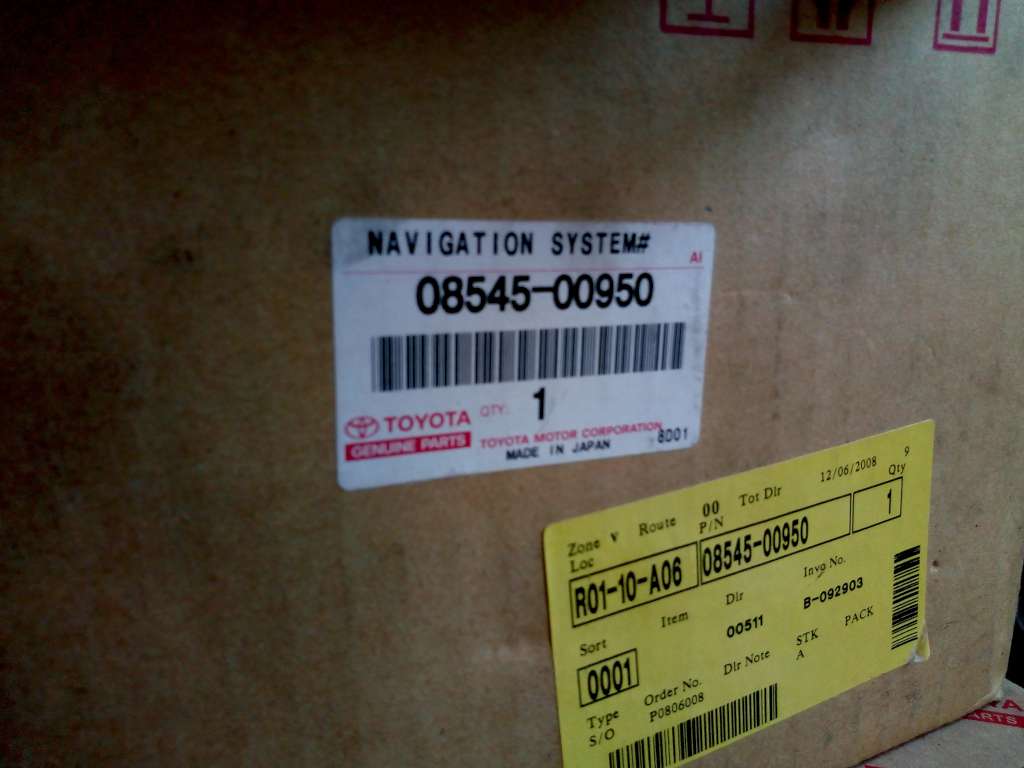 NAVIGATION SYSTEM#
AI
08545-00950
TOYOTA QTY: 1
GENUINE PARTS TOYOTA MOTOR CORPORATION
MADE IN JAPAN 8D01
Zone V Route 00 Tot Dlr 12/06/2008 9
Loc P/N Qty
R01-10-A06 08545-00950 1
Sort Item Dlr Invo No.
00511 B-092903
0001
Type Order No. Dlr Note STK PACK
S/O P0806008 A
ARTS